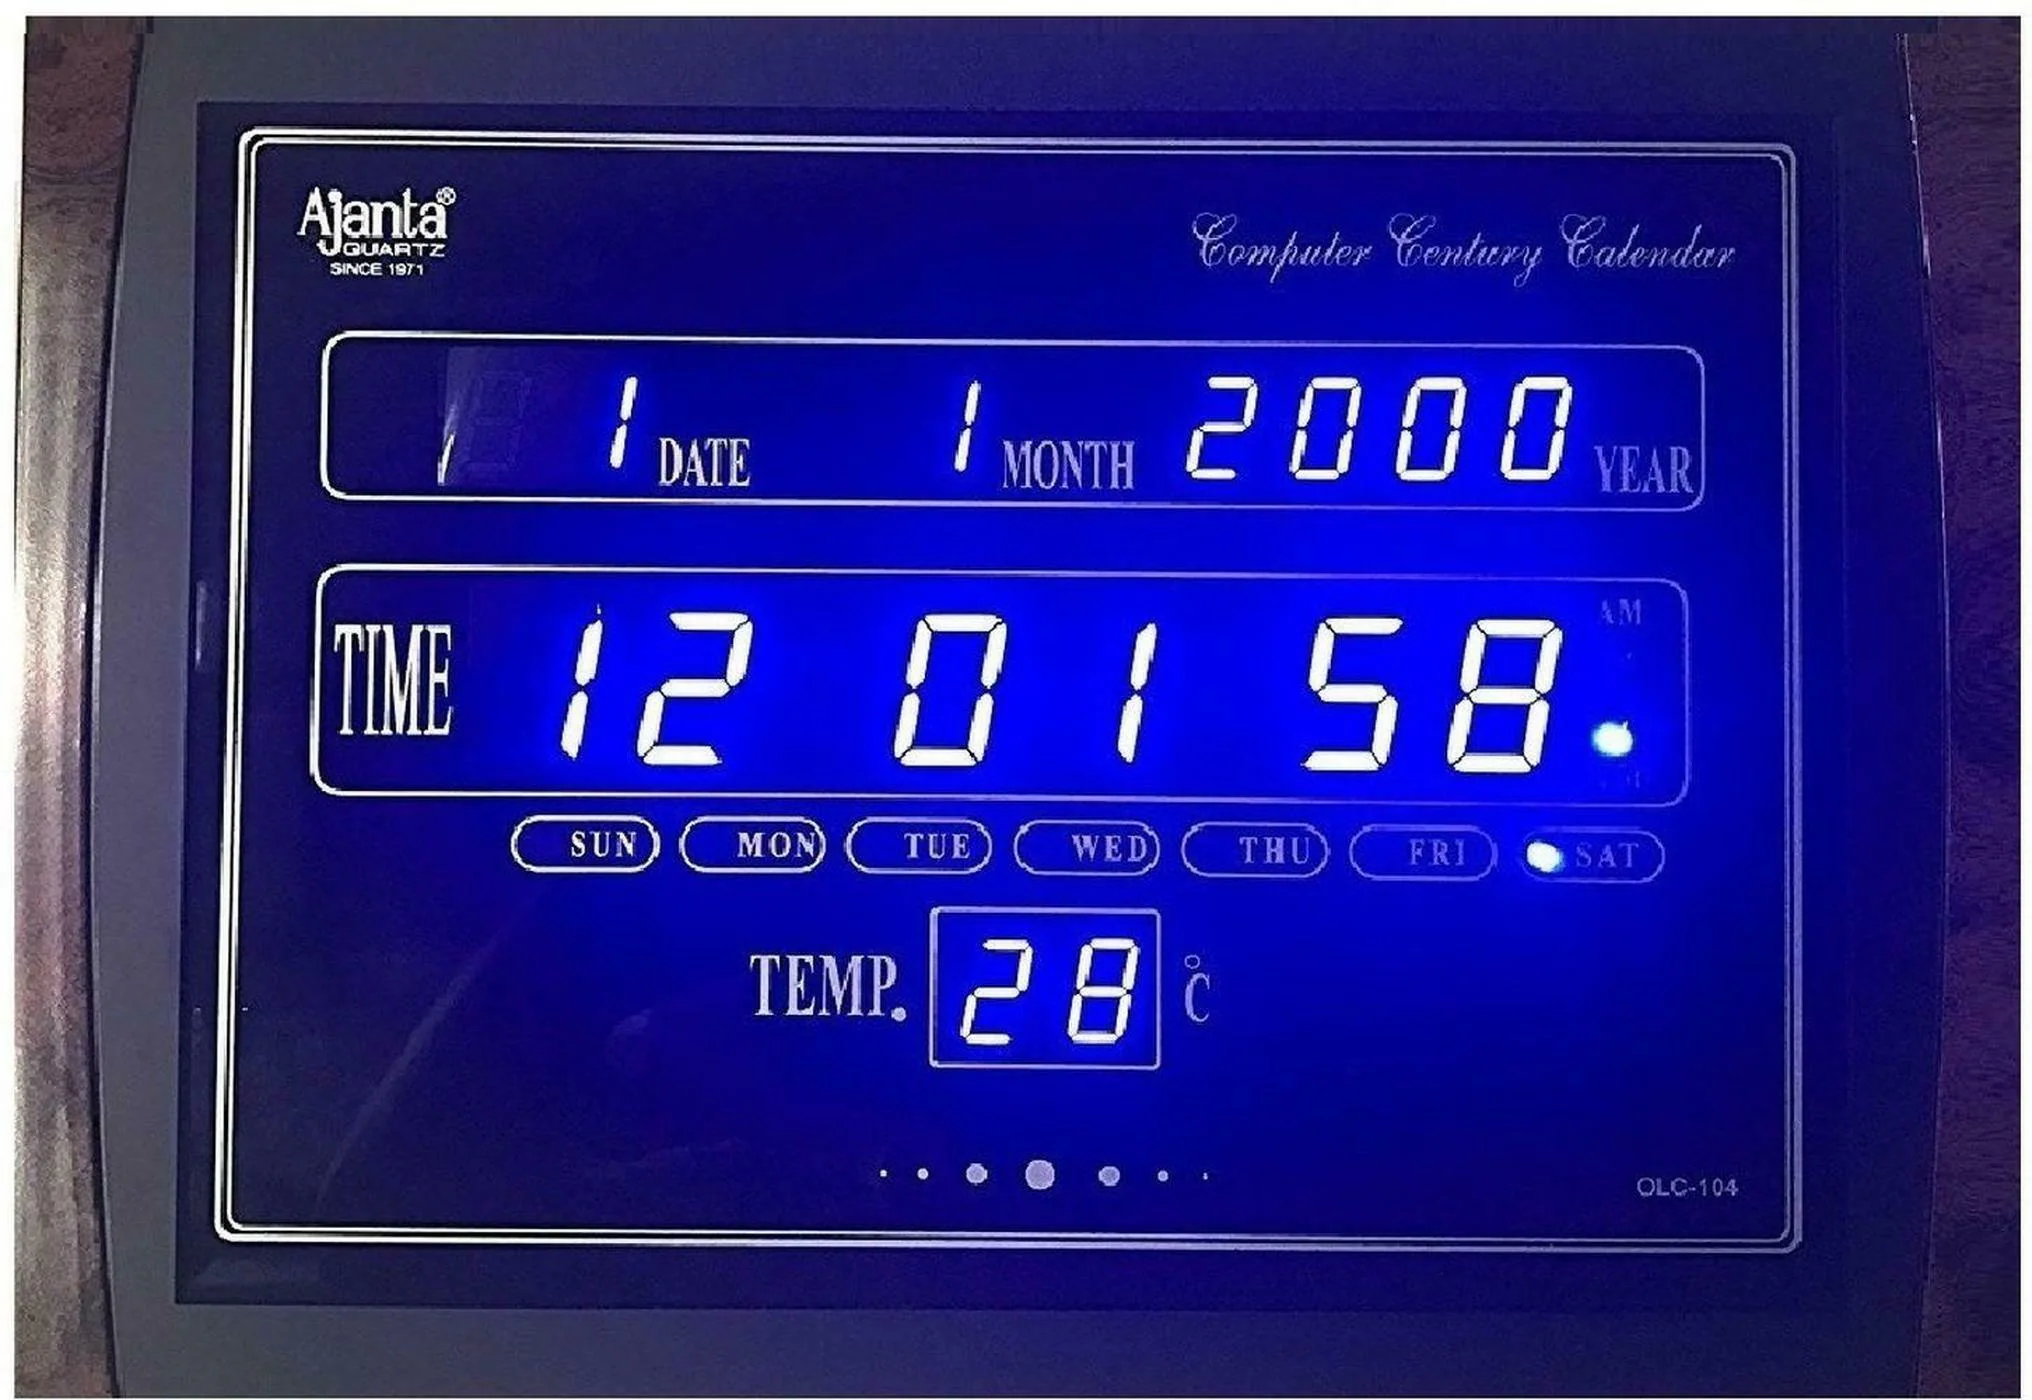 Ajanta®
QUARTZ
SINCE 1971
Computer Century Calendar
1 DATE 1 MONTH 2000 YEAR
AM
TIME 12 01 58
PM
SUN MON TUE WED THU FRI SAT
TEMP. 28 °C
OLC-104